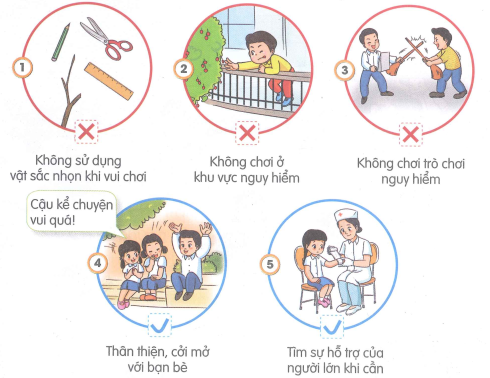 1
2
3
Không sử dụng
vật sắc nhọn khi vui chơi
Không chơi ở
khu vực nguy hiểm
Không chơi trò chơi
nguy hiểm
Cậu kể chuyện
vui quá!
4
5
Thân thiện, cởi mở
với bạn bè
Tìm sự hỗ trợ của
người lớn khi cần